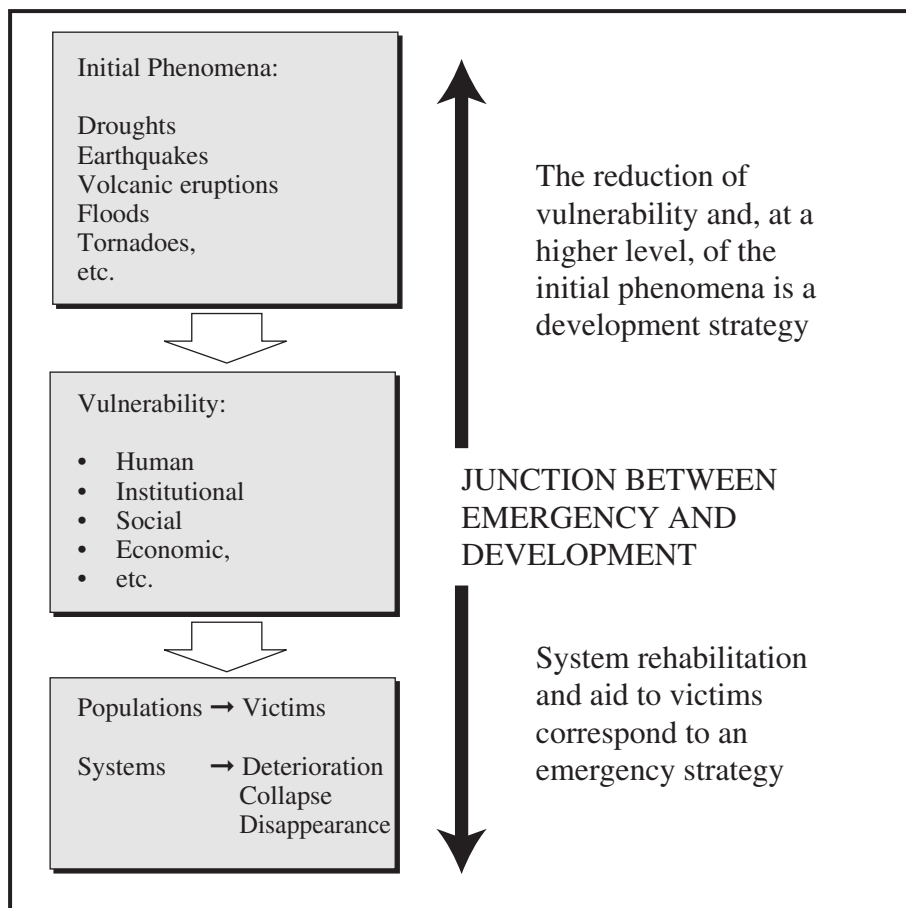 Initial Phenomena:
Droughts
Earthquakes
Volcanic eruptions
Floods
Tornadoes,
etc.
Vulnerability:
• Human
• Institutional
• Social
• Economic,
• etc.
Populations → Victims
Systems → Deterioration
Collapse
Disappearance
The reduction of
vulnerability and, at a
higher level, of the
initial phenomena is a
development strategy
JUNCTION BETWEEN
EMERGENCY AND
DEVELOPMENT
System rehabilitation
and aid to victims
correspond to an
emergency strategy